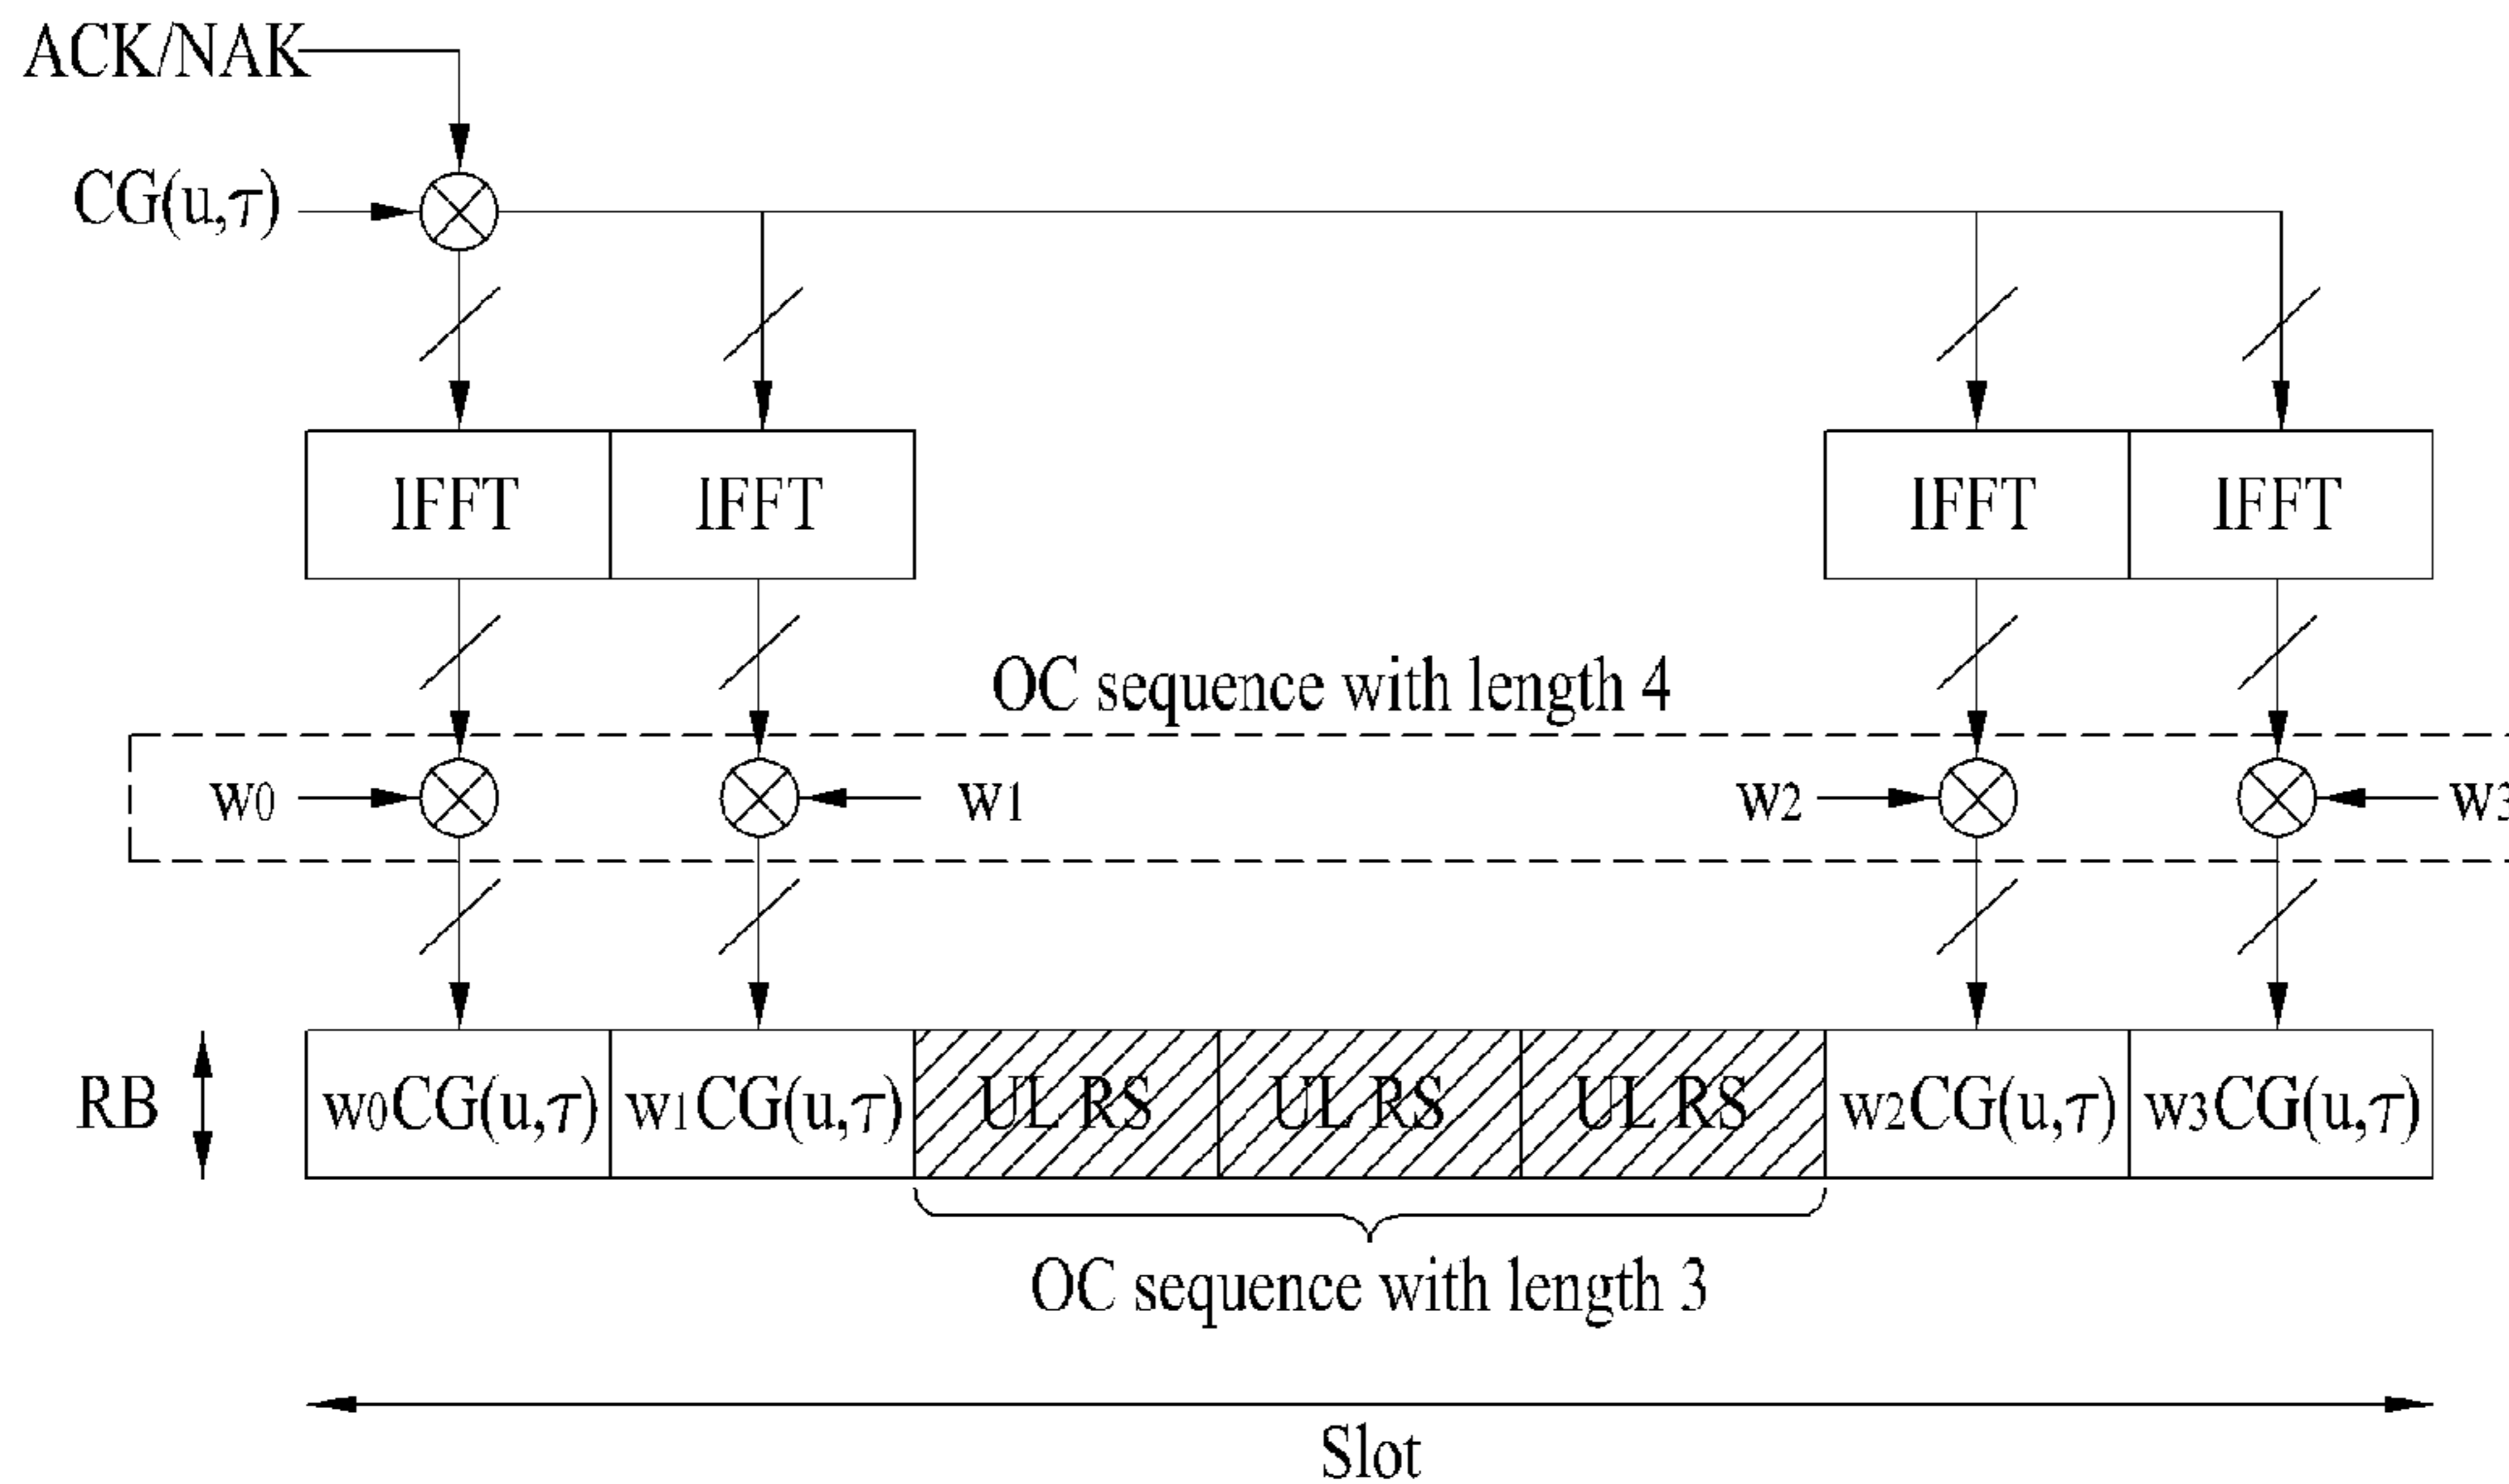 ACK/NAK
CG(u,τ)
IFFT IFFT IFFT IFFT
OC sequence with length 4
w0 w1 w2 w3
RB w0CG(u,τ) w1CG(u,τ) UL RS UL RS UL RS w2CG(u,τ) w3CG(u,τ)
OC sequence with length 3
Slot